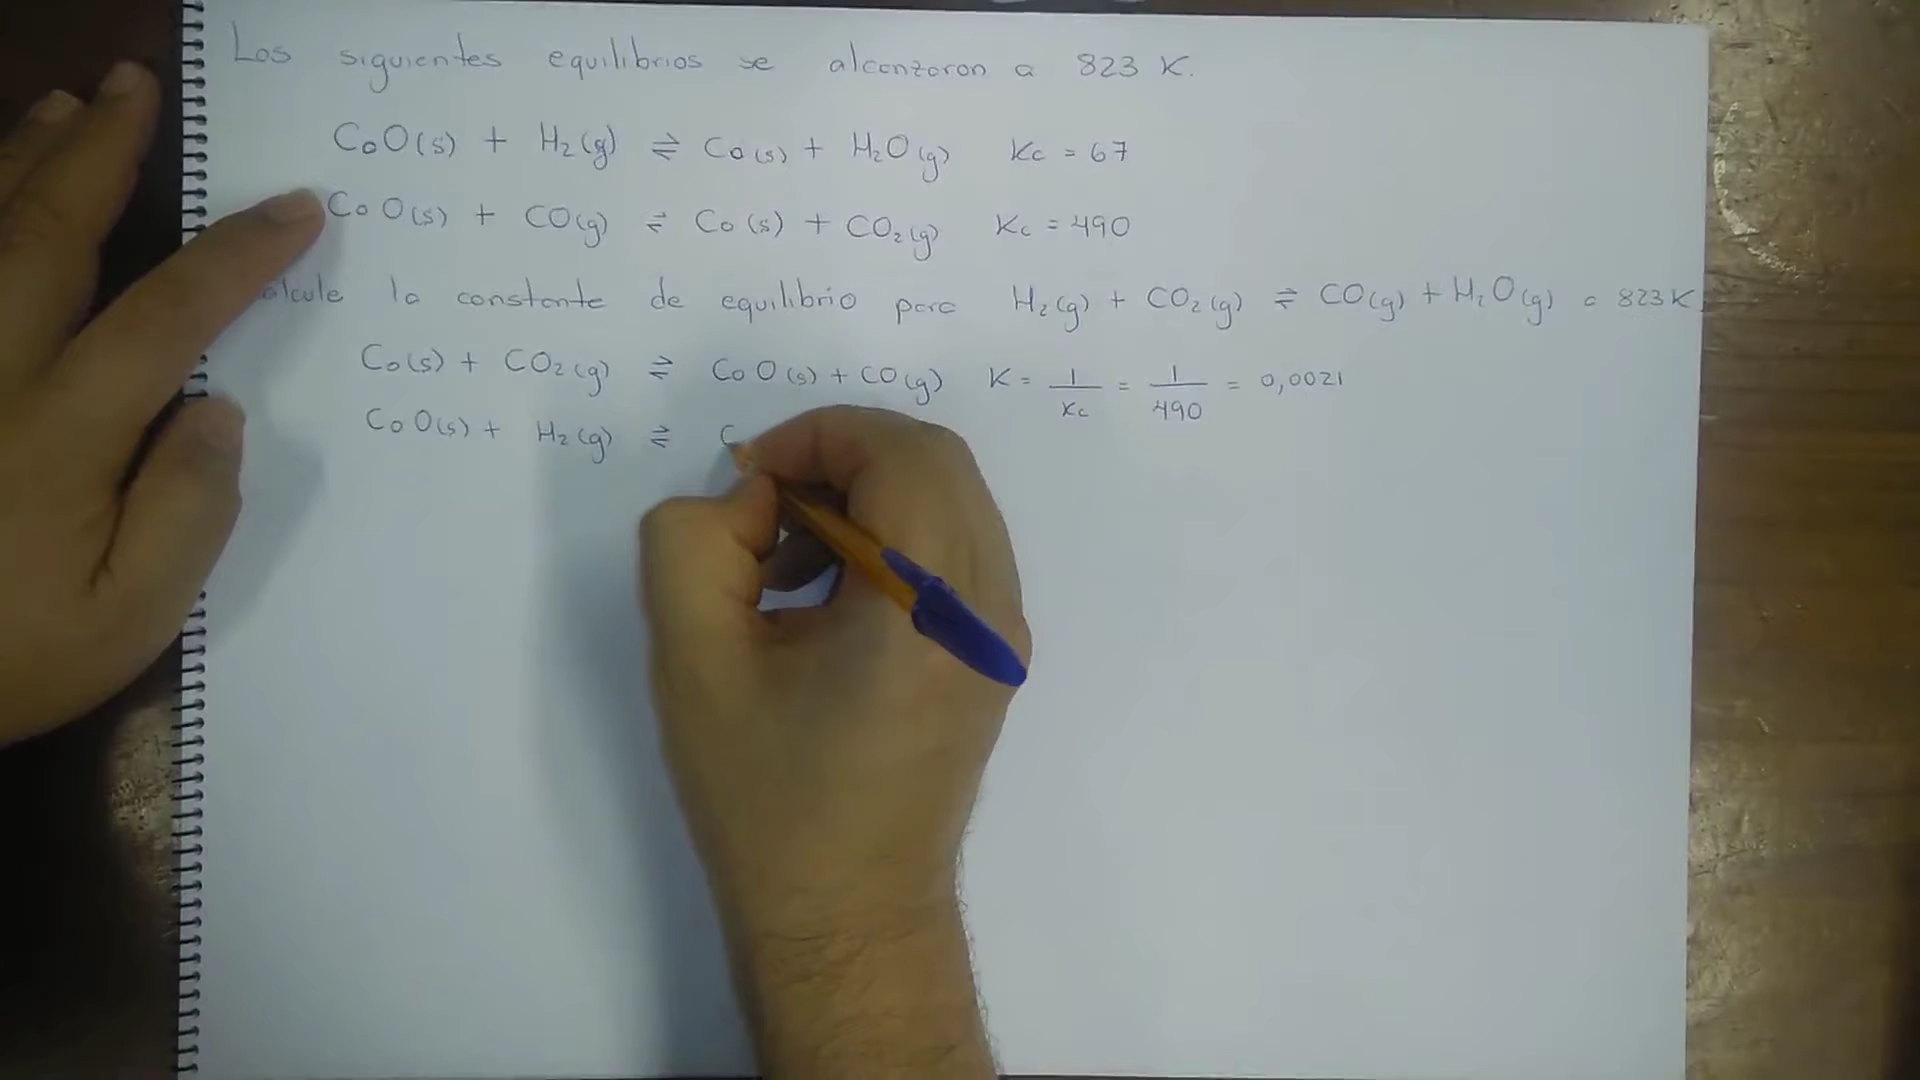 Los siguientes equilibrios se alcanzaron a 823 K.
CoO(s) + H₂(g) ⇌ Co(s) + H₂O(g) Kc = 67
CoO(s) + CO(g) ⇌ Co(s) + CO₂(g) Kc = 490
la constante de equilibrio para H₂(g) + CO₂(g) ⇌ CO(g) + H₂O(g) a 823K
Co(s) + CO₂(g) ⇌ CoO(s) + CO(g) K = 1/Kc = 1/490 = 0,0021
CoO(s) + H₂(g) ⇌ C